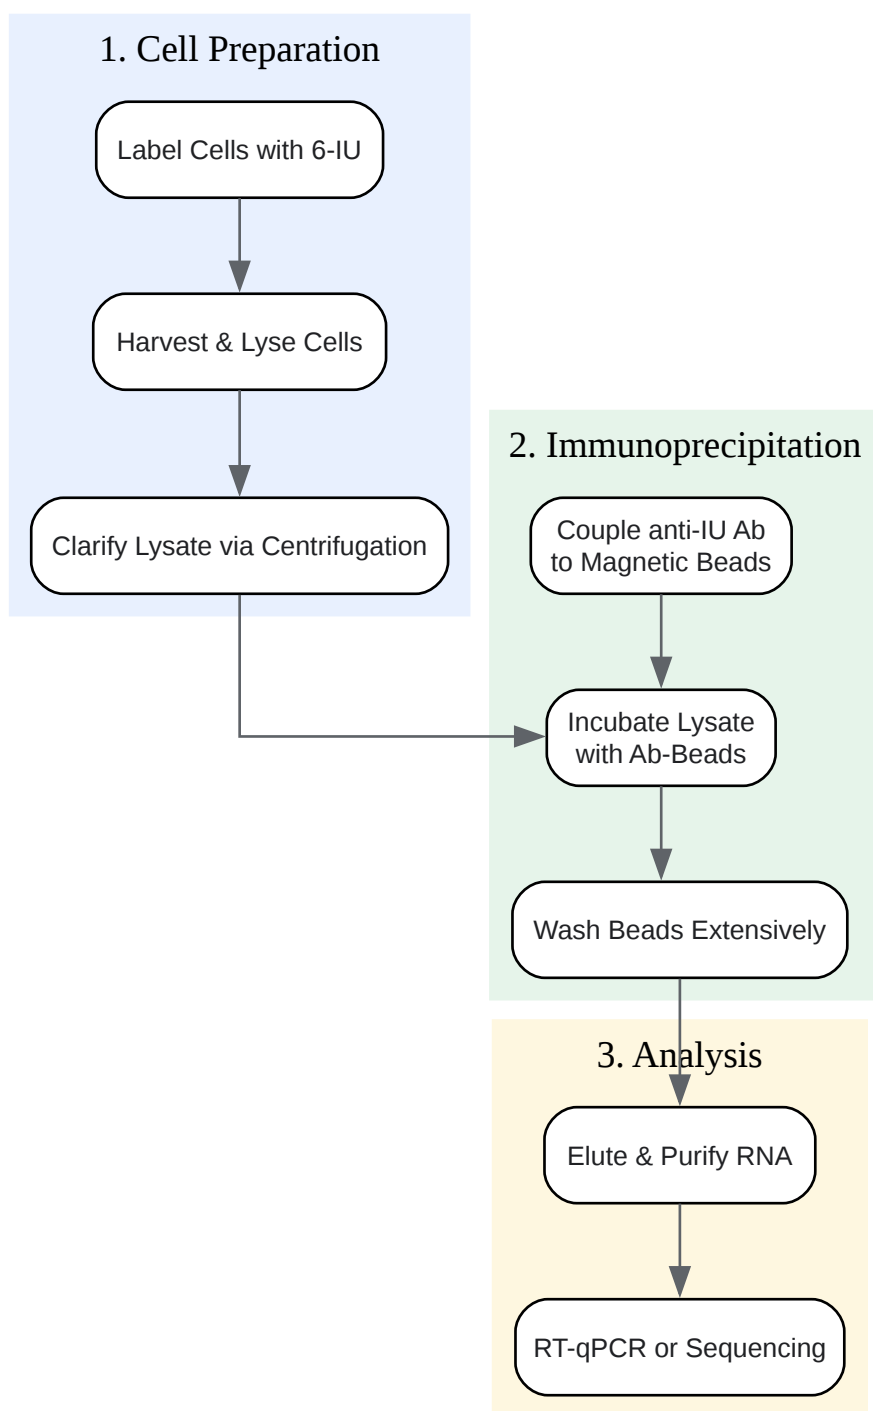 1. Cell Preparation
Label Cells with 6-IU
Harvest & Lyse Cells
Clarify Lysate via Centrifugation
2. Immunoprecipitation
Couple anti-IU Ab
to Magnetic Beads
Incubate Lysate
with Ab-Beads
Wash Beads Extensively
3. Analysis
Elute & Purify RNA
RT-qPCR or Sequencing